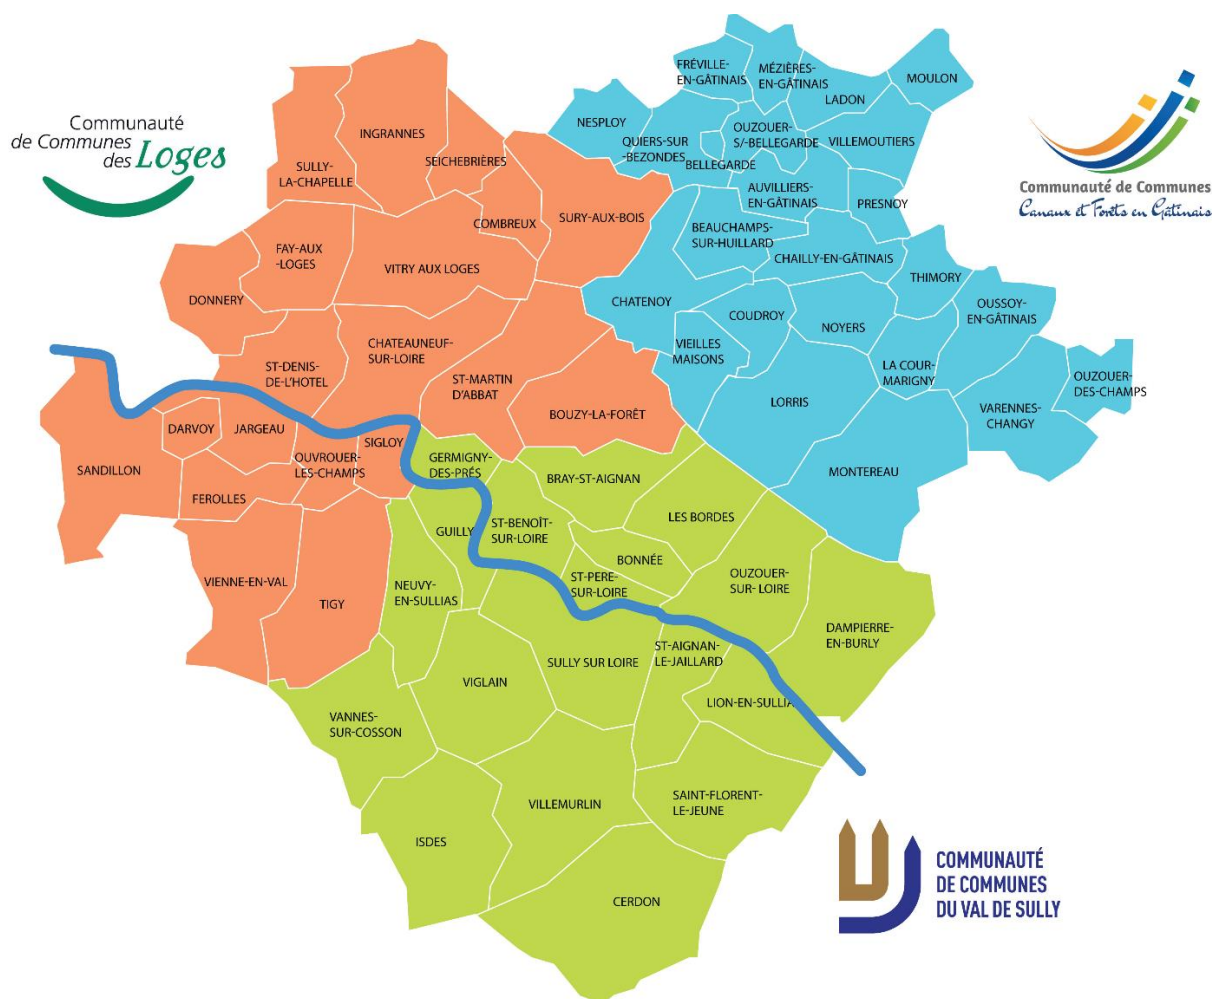 Communauté
de Communes
des Loges
Communauté de Communes
Canaux et Forêts en Gâtinais
COMMUNAUTÉ
DE COMMUNES
DU VAL DE SULLY
INGRANNES
SEICHEBRIÈRES
SULLY-
LA-CHAPELLE
COMBREUX
SURY-AUX-BOIS
FAY-AUX
-LOGES
VITRY AUX LOGES
DONNERY
CHATEAUNEUF-
SUR-LOIRE
ST-DENIS-
DE-L'HOTEL
ST-MARTIN
D'ABBAT
BOUZY-LA-FORÊT
DARVOY
JARGEAU
SIGLOY
OUVROUER-
LES-CHAMPS
SANDILLON
FEROLLES
VIENNE-EN-VAL
TIGY
FRÉVILLE-
EN-GÂTINAIS
MÉZIÈRES-
EN-GÂTINAIS
MOULON
LADON
NESPLOY
QUIERS-SUR
-BEZONDES
OUZOUER-
S/-BELLEGARDE
VILLEMOUTIERS
BELLEGARDE
AUVILLIERS-
EN-GÂTINAIS
PRESNOY
BEAUCHAMPS-
SUR-HUILLARD
CHAILLY-EN-GÂTINAIS
THIMORY
CHATENOY
COUDROY
NOYERS
OUSSOY-
EN-GÂTINAIS
VIEILLES
MAISONS
LA COUR-
MARIGNY
OUZOUER-
DES-CHAMPS
LORRIS
VARENNES-
CHANGY
MONTEREAU
GERMIGNY-
DES-PRÉS
BRAY-ST-AIGNAN
LES BORDES
GUILLY
ST-BENOÎT-
SUR-LOIRE
BONNÉE
OUZOUER-
SUR- LOIRE
NEUVY-
EN-SULLIAS
ST-PERE-
SUR-LOIRE
DAMPIERRE-
EN-BURLY
SULLY SUR LOIRE
ST-AIGNAN-
LE-JAILLARD
VIGLAIN
LION-EN-SULLIA
VANNES-
SUR-COSSON
VILLEMURLIN
SAINT-FLORENT-
LE-JEUNE
ISDES
CERDON